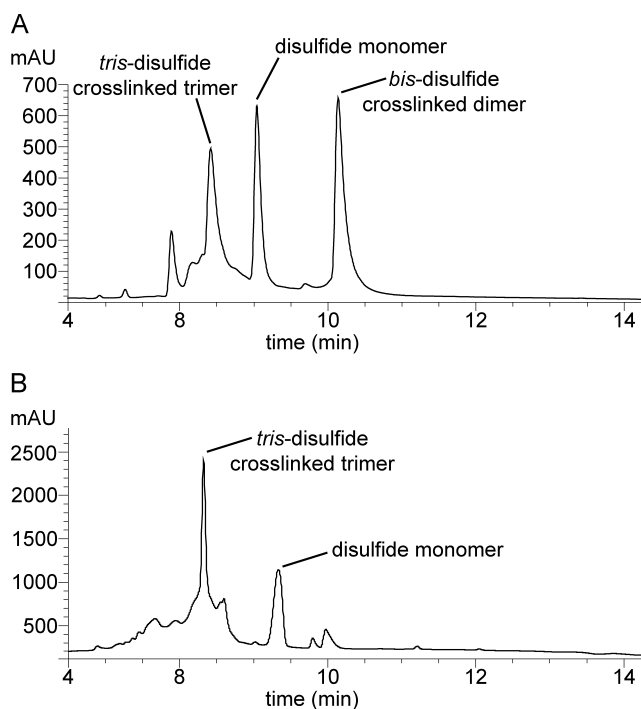 A
mAU
disulfide monomer
tris-disulfide
crosslinked trimer
bis-disulfide
crosslinked dimer
700
600
500
400
300
200
100
4 8 10 12 14
time (min)
B
mAU
tris-disulfide
crosslinked trimer
disulfide monomer
2500
2000
1500
1000
500
4 8 10 12 14
time (min)